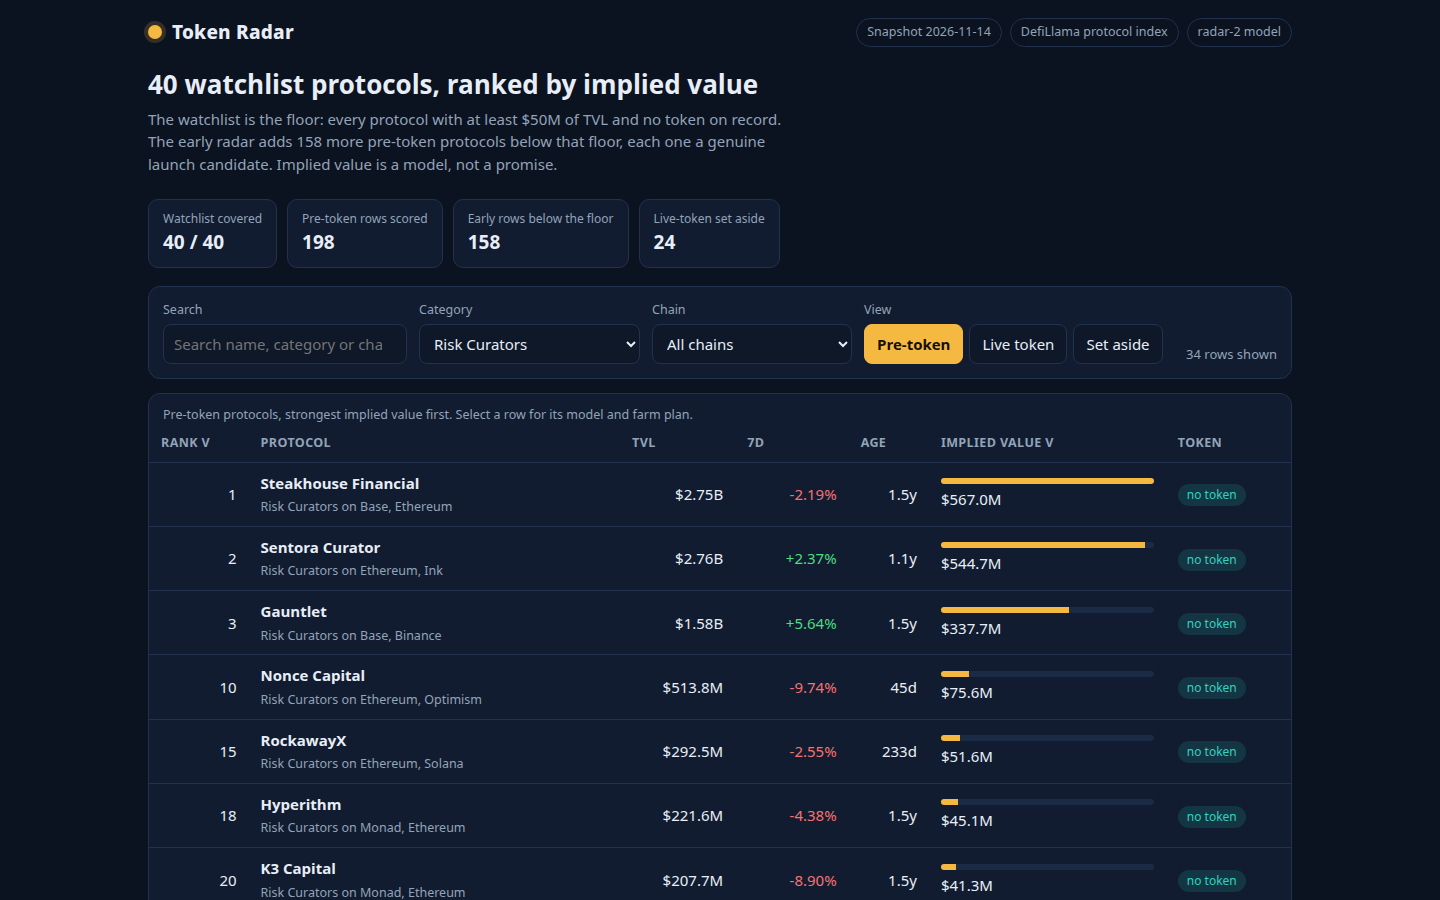 Token Radar
Snapshot 2026-11-14
DefiLlama protocol index
radar-2 model
40 watchlist protocols, ranked by implied value
The watchlist is the floor: every protocol with at least $50M of TVL and no token on record.
The early radar adds 158 more pre-token protocols below that floor, each one a genuine
launch candidate. Implied value is a model, not a promise.
Watchlist covered
40 / 40
Pre-token rows scored
198
Early rows below the floor
158
Live-token set aside
24
Search
Search name, category or cha
Category
Risk Curators
Chain
All chains
View
Pre-token
Live token
Set aside
34 rows shown
Pre-token protocols, strongest implied value first. Select a row for its model and farm plan.
RANK V PROTOCOL TVL 7D AGE IMPLIED VALUE V TOKEN
1 Steakhouse Financial $2.75B -2.19% 1.5y $567.0M no token
Risk Curators on Base, Ethereum
2 Sentora Curator $2.76B +2.37% 1.1y $544.7M no token
Risk Curators on Ethereum, Ink
3 Gauntlet $1.58B +5.64% 1.5y $337.7M no token
Risk Curators on Base, Binance
10 Nonce Capital $513.8M -9.74% 45d $75.6M no token
Risk Curators on Ethereum, Optimism
15 RockawayX $292.5M -2.55% 233d $51.6M no token
Risk Curators on Ethereum, Solana
18 Hyperithm $221.6M -4.38% 1.5y $45.1M no token
Risk Curators on Monad, Ethereum
20 K3 Capital $207.7M -8.90% 1.5y $41.3M no token
Risk Curators on Monad, Ethereum